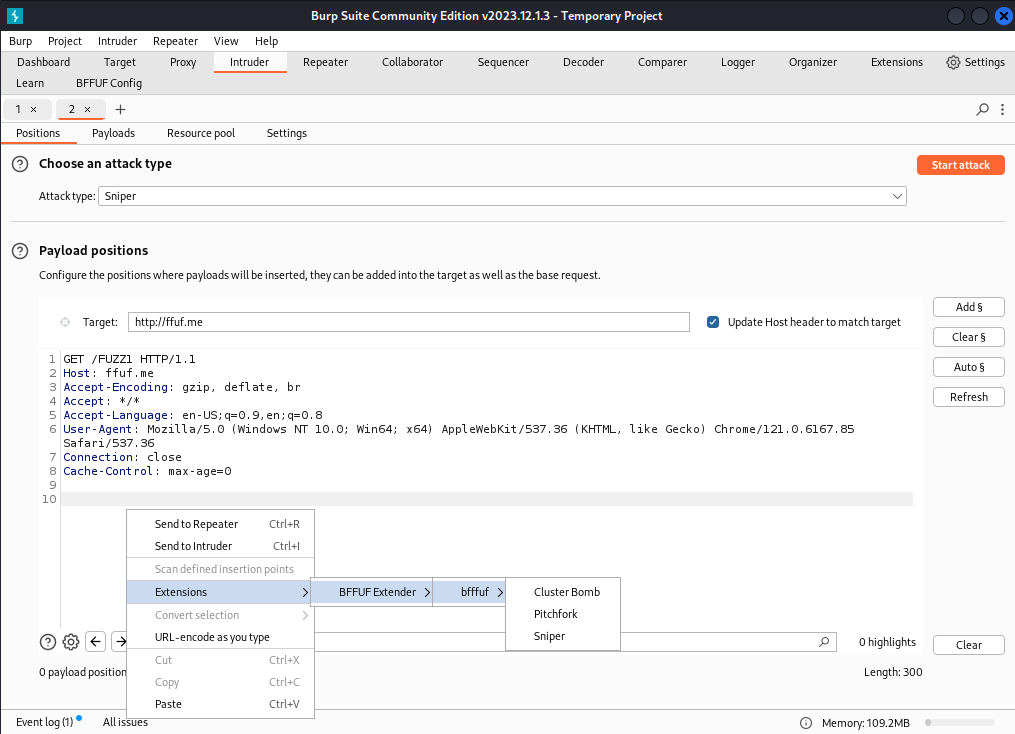 Burp Suite Community Edition v2023.12.1.3 - Temporary Project
Burp Project Intruder Repeater View Help
Dashboard Target Proxy Intruder Repeater Collaborator Sequencer Decoder Comparer Logger Organizer Extensions Settings
Learn BFFUF Config
1 × 2 × +
Positions Payloads Resource pool Settings
? Choose an attack type Start attack
Attack type: Sniper
? Payload positions
Configure the positions where payloads will be inserted, they can be added into the target as well as the base request.
Add §
Target: http://ffuf.me Update Host header to match target
Clear §
1 GET /FUZZ1 HTTP/1.1
2 Host: ffuf.me
Auto §
3 Accept-Encoding: gzip, deflate, br
4 Accept: */*
Refresh
5 Accept-Language: en-US;q=0.9,en;q=0.8
6 User-Agent: Mozilla/5.0 (Windows NT 10.0; Win64; x64) AppleWebKit/537.36 (KHTML, like Gecko) Chrome/121.0.6167.85
Safari/537.36
7 Connection: close
8 Cache-Control: max-age=0
9
10
Send to Repeater Ctrl+R
Send to Intruder Ctrl+I
Scan defined insertion points
Extensions BFFUF Extender bfffuf Cluster Bomb
Convert selection Pitchfork
URL-encode as you type Sniper
? 0 highlights Clear
Cut Ctrl+X
0 payload position Length: 300
Copy Ctrl+C
Paste Ctrl+V
Event log (1) All issues Memory: 109.2MB